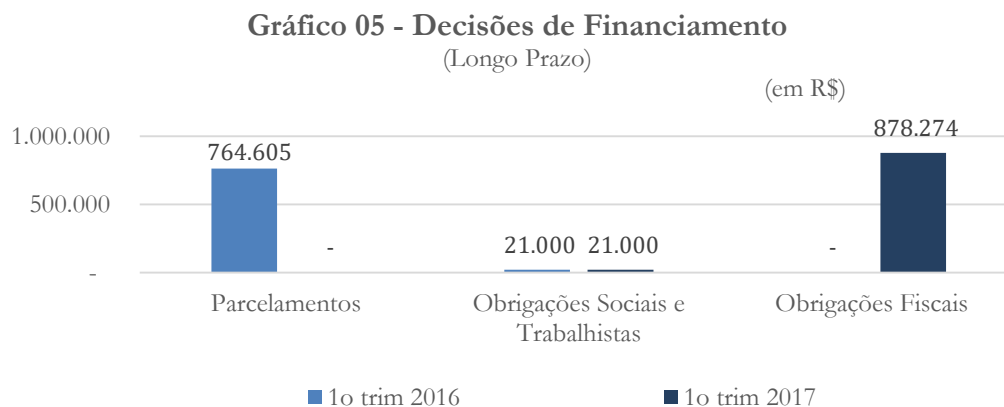 Gráfico 05 - Decisões de Financiamento
(Longo Prazo)
(em R$)
1.000.000
500.000
-
764.605
-
21.000
21.000
-
878.274
Parcelamentos
Obrigações Sociais e
Trabalhistas
Obrigações Fiscais
1o trim 2016
1o trim 2017